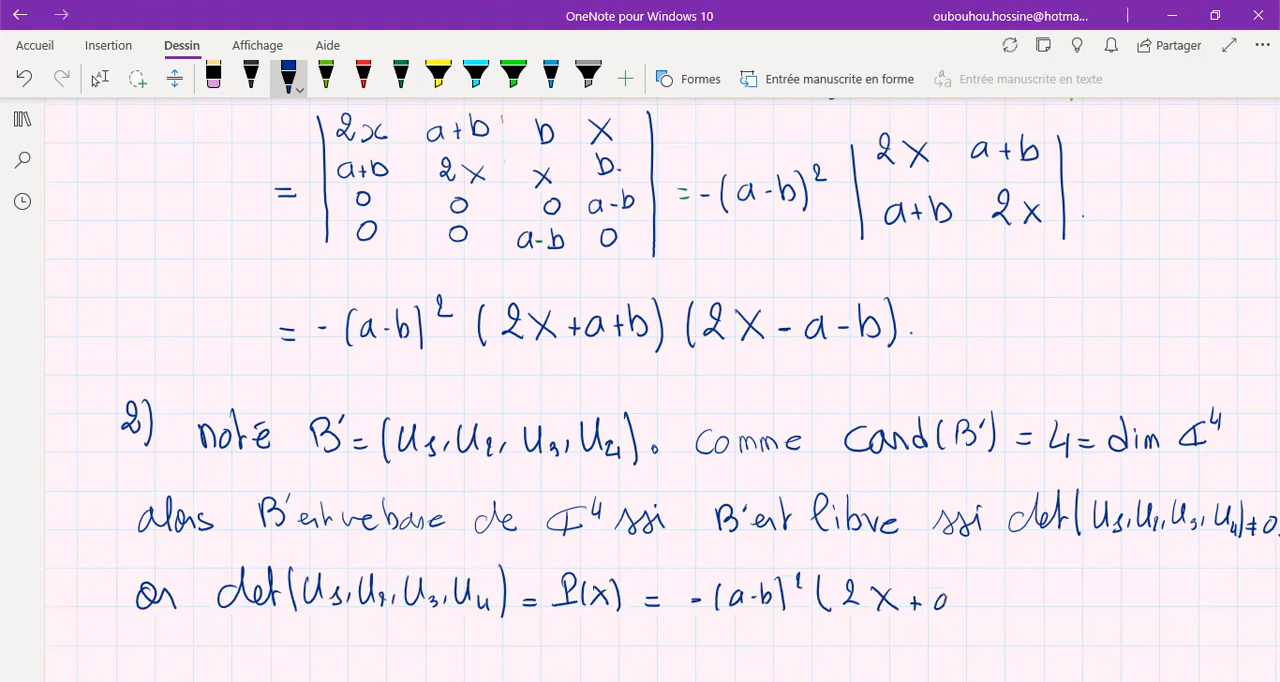 OneNote pour Windows 10
oubouhou.hossine@hotma...
Accueil Insertion Dessin Affichage Aide
Partager
Formes Entrée manuscrite en forme Entrée manuscrite en texte
= | 2x a+b b x |
| a+b 2x x b. |
| 0 0 0 a-b |
| 0 0 a-b 0 |
= -(a-b)² | 2x a+b |
| a+b 2x | .
= -(a-b)² (2x+a+b) (2x-a-b).
2) noté B'=(u₁,u₂,u₃,u₄). comme card(B') = 4= dim ℂ⁴
alors B'est ve base de ℂ⁴ ssi B'est libre ssi det(u₁,u₂,u₃,u₄)≠0
on det(u₁,u₂,u₃,u₄) = P(x) = -(a-b)² (2x+